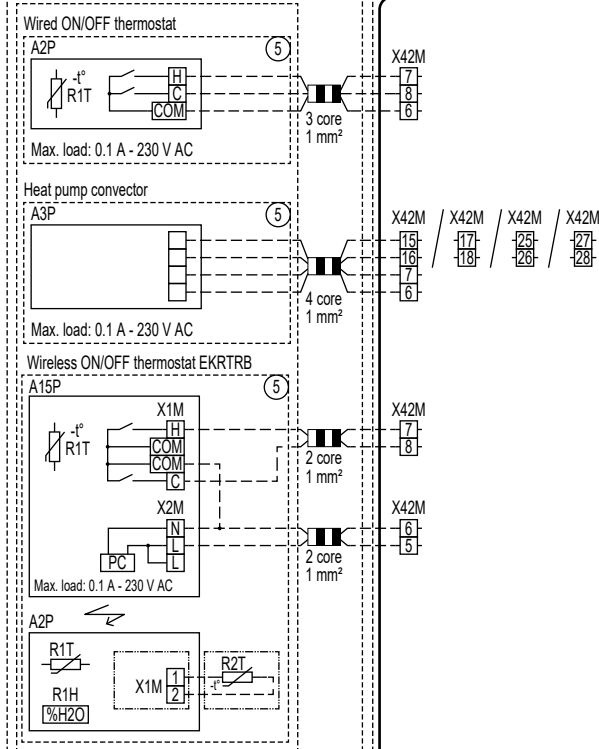 Wired ON/OFF thermostat
A2P
5
X42M
-t°
R1T
H
C
COM
7
8
6
3 core
1 mm²
Max. load: 0.1 A - 230 V AC
Heat pump convector
A3P
5
X42M / X42M / X42M / X42M
15 17 25 27
16 18 26 28
7
6
4 core
1 mm²
Max. load: 0.1 A - 230 V AC
Wireless ON/OFF thermostat EKRTRB
A15P
5
X1M
X42M
-t°
R1T
H
COM
COM
C
7
8
2 core
1 mm²
X2M
X42M
N
L
L
PC
6
5
2 core
1 mm²
Max. load: 0.1 A - 230 V AC
A2P
R1T
R1H
%H2O
X1M
1
2
R2T
-t°